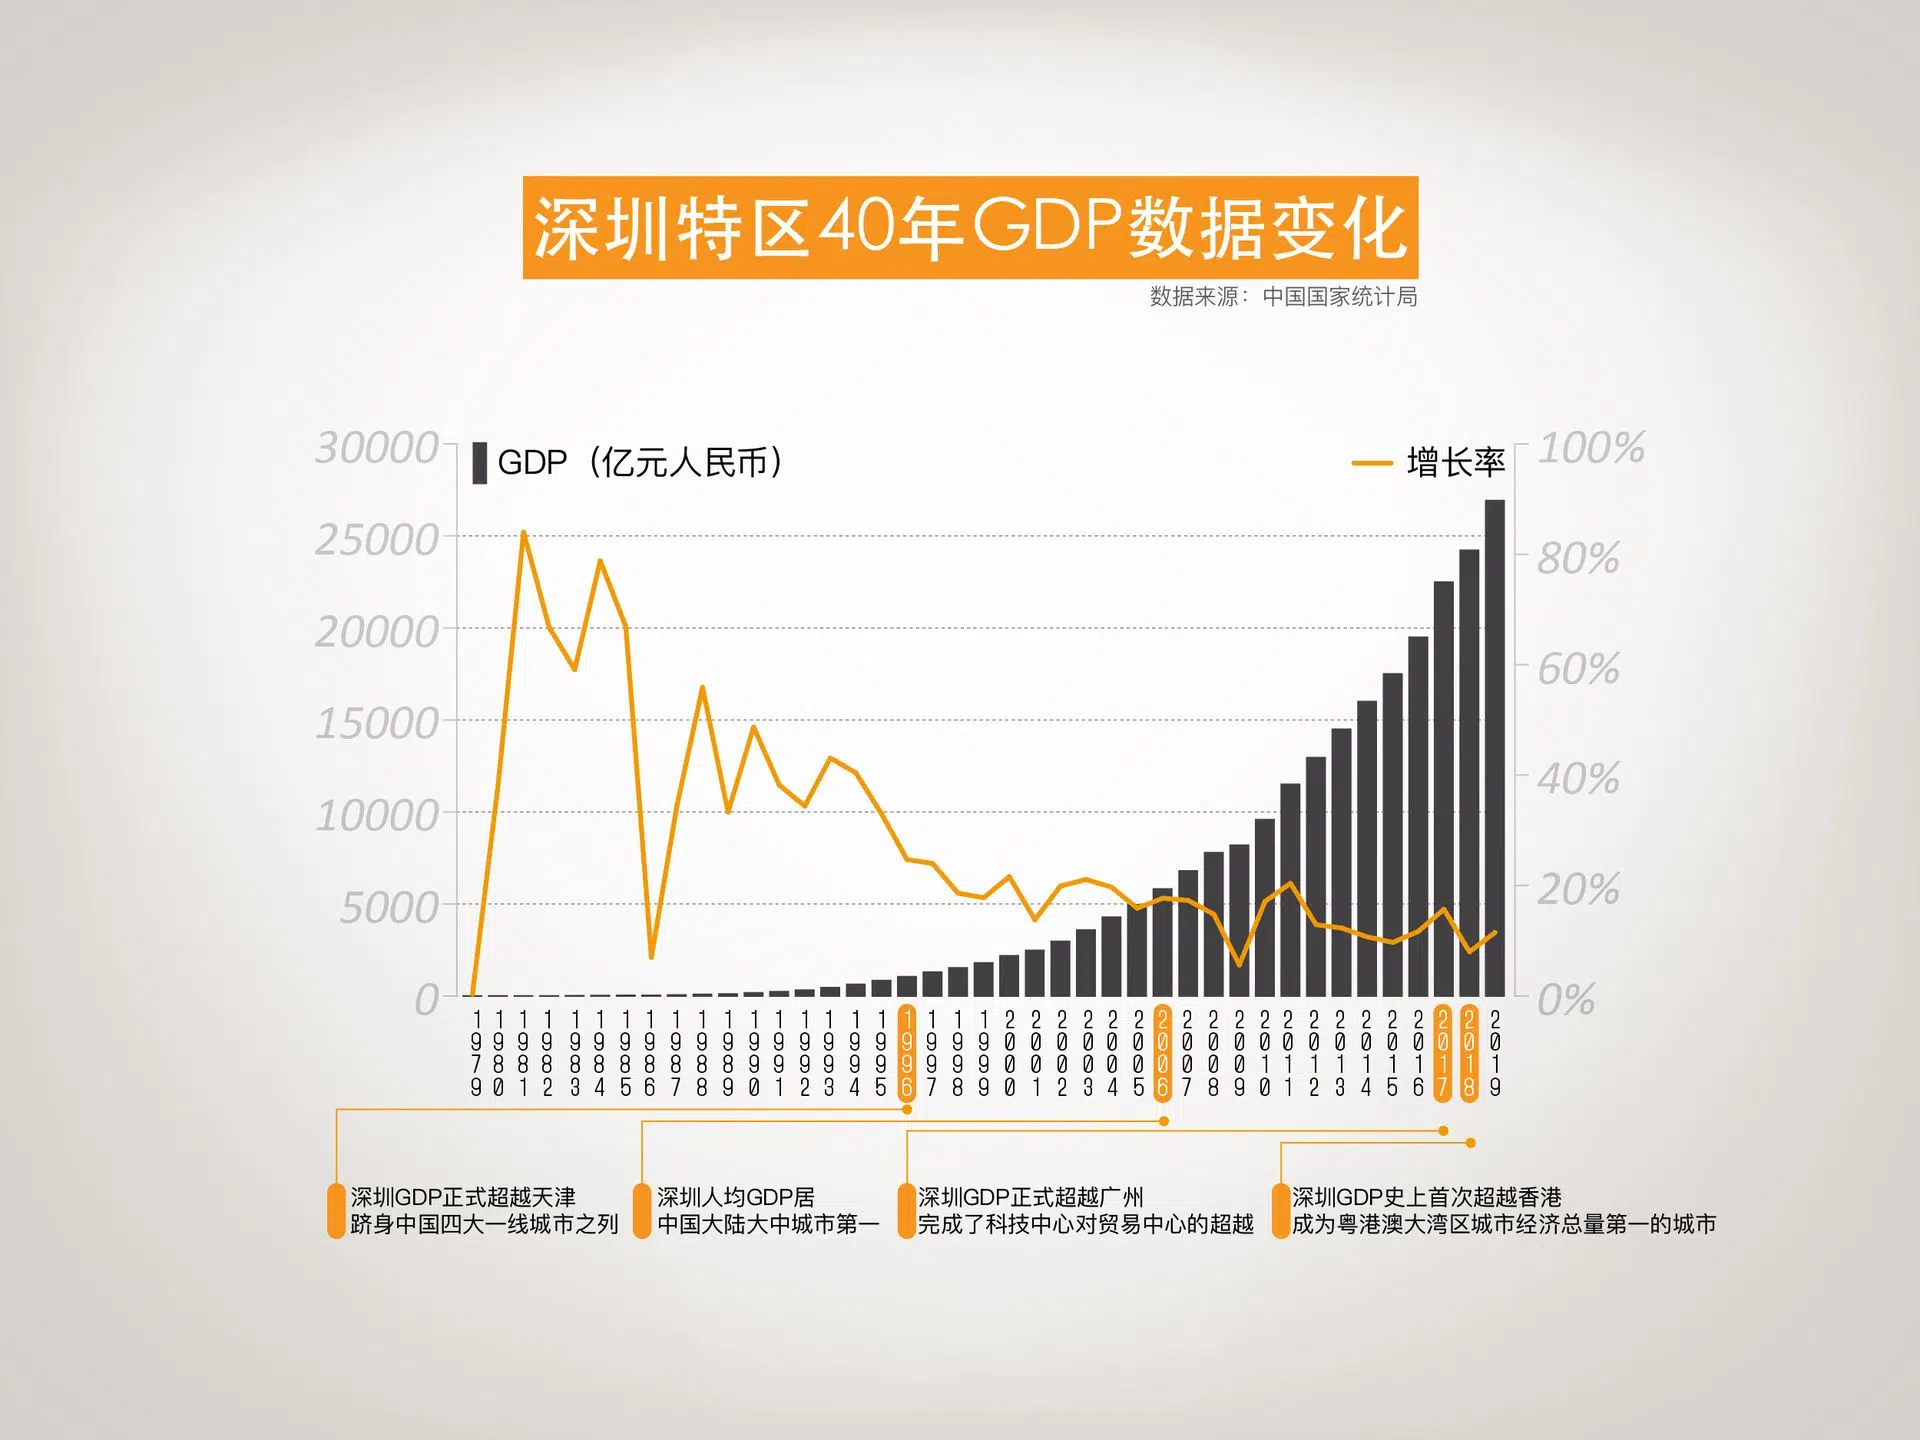 深圳特区40年GDP数据变化
数据来源：中国国家统计局
GDP（亿元人民币）
增长率
30000
25000
20000
15000
10000
5000
0
100%
80%
60%
40%
20%
0%
1979 1980 1981 1982 1983 1984 1985 1986 1987 1988 1989 1990 1991 1992 1993 1994 1995 1996 1997 1998 1999 2000 2001 2002 2003 2004 2005 2006 2007 2008 2009 2010 2011 2012 2013 2014 2015 2016 2017 2018 2019
深圳GDP正式超越天津
跻身中国四大一线城市之列
深圳人均GDP居
中国大陆大中城市第一
深圳GDP正式超越广州
完成了科技中心对贸易中心的超越
深圳GDP史上首次超越香港
成为粤港澳大湾区城市经济总量第一的城市